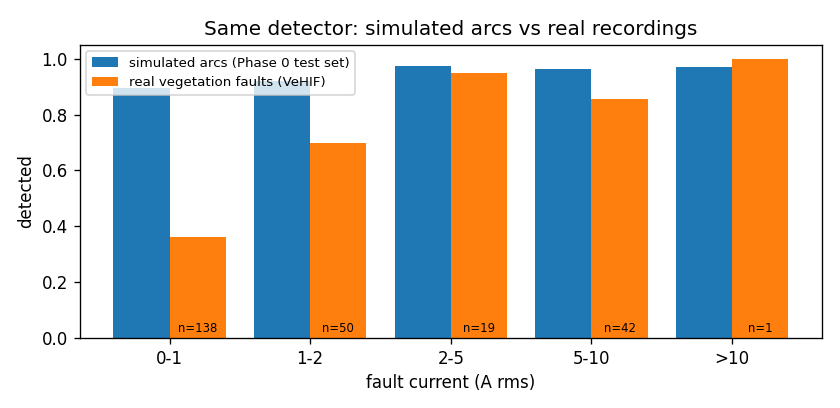 Same detector: simulated arcs vs real recordings
simulated arcs (Phase 0 test set)
real vegetation faults (VeHIF)
detected
1.0
0.8
0.6
0.4
0.2
0.0
n=138
n=50
n=19
n=42
n=1
0-1
1-2
2-5
5-10
>10
fault current (A rms)